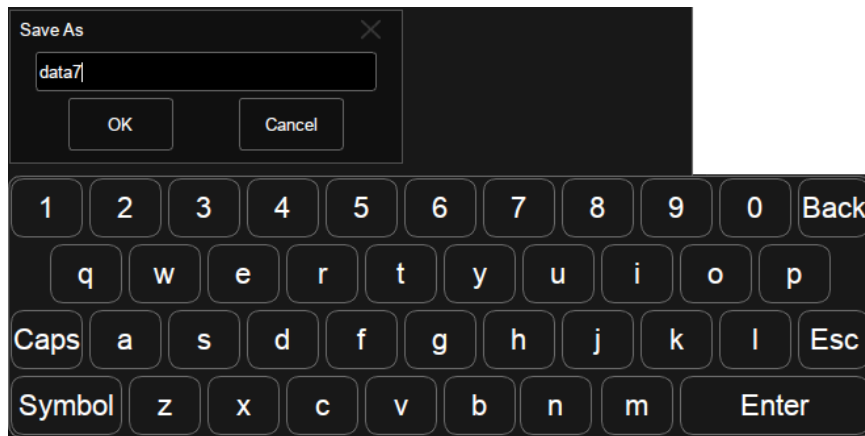 Save As
data7
OK Cancel
1 2 3 4 5 6 7 8 9 0 Back
q w e r t y u i o p
Caps a s d f g h j k l Esc
Symbol z x c v b n m Enter